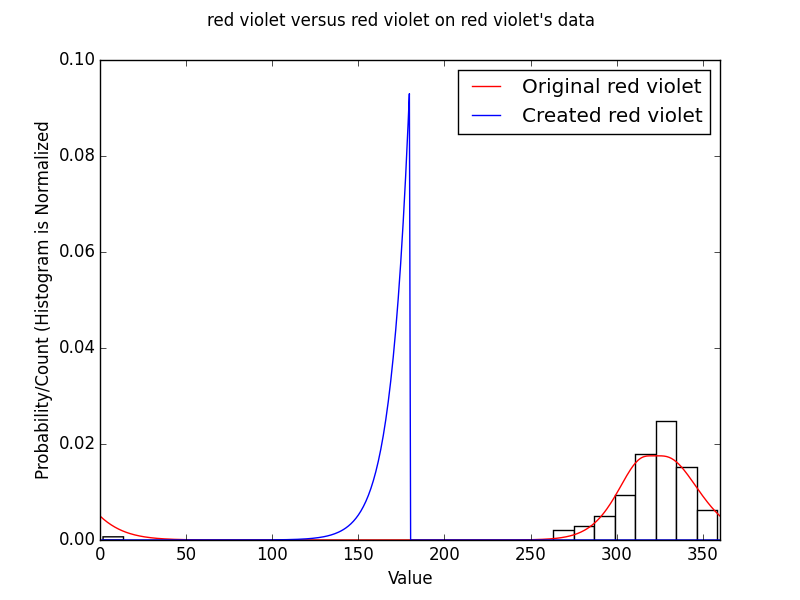 red violet versus red violet on red violet's data
Original red violet
Created red violet
Probability/Count (Histogram is Normalized
0.10
0.08
0.06
0.04
0.02
0.00
0 50 100 150 200 250 300 350
Value